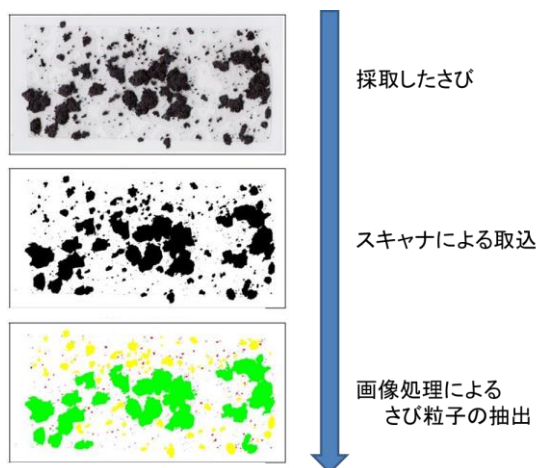 採取したさび
スキャナによる取込
画像処理による
さび粒子の抽出